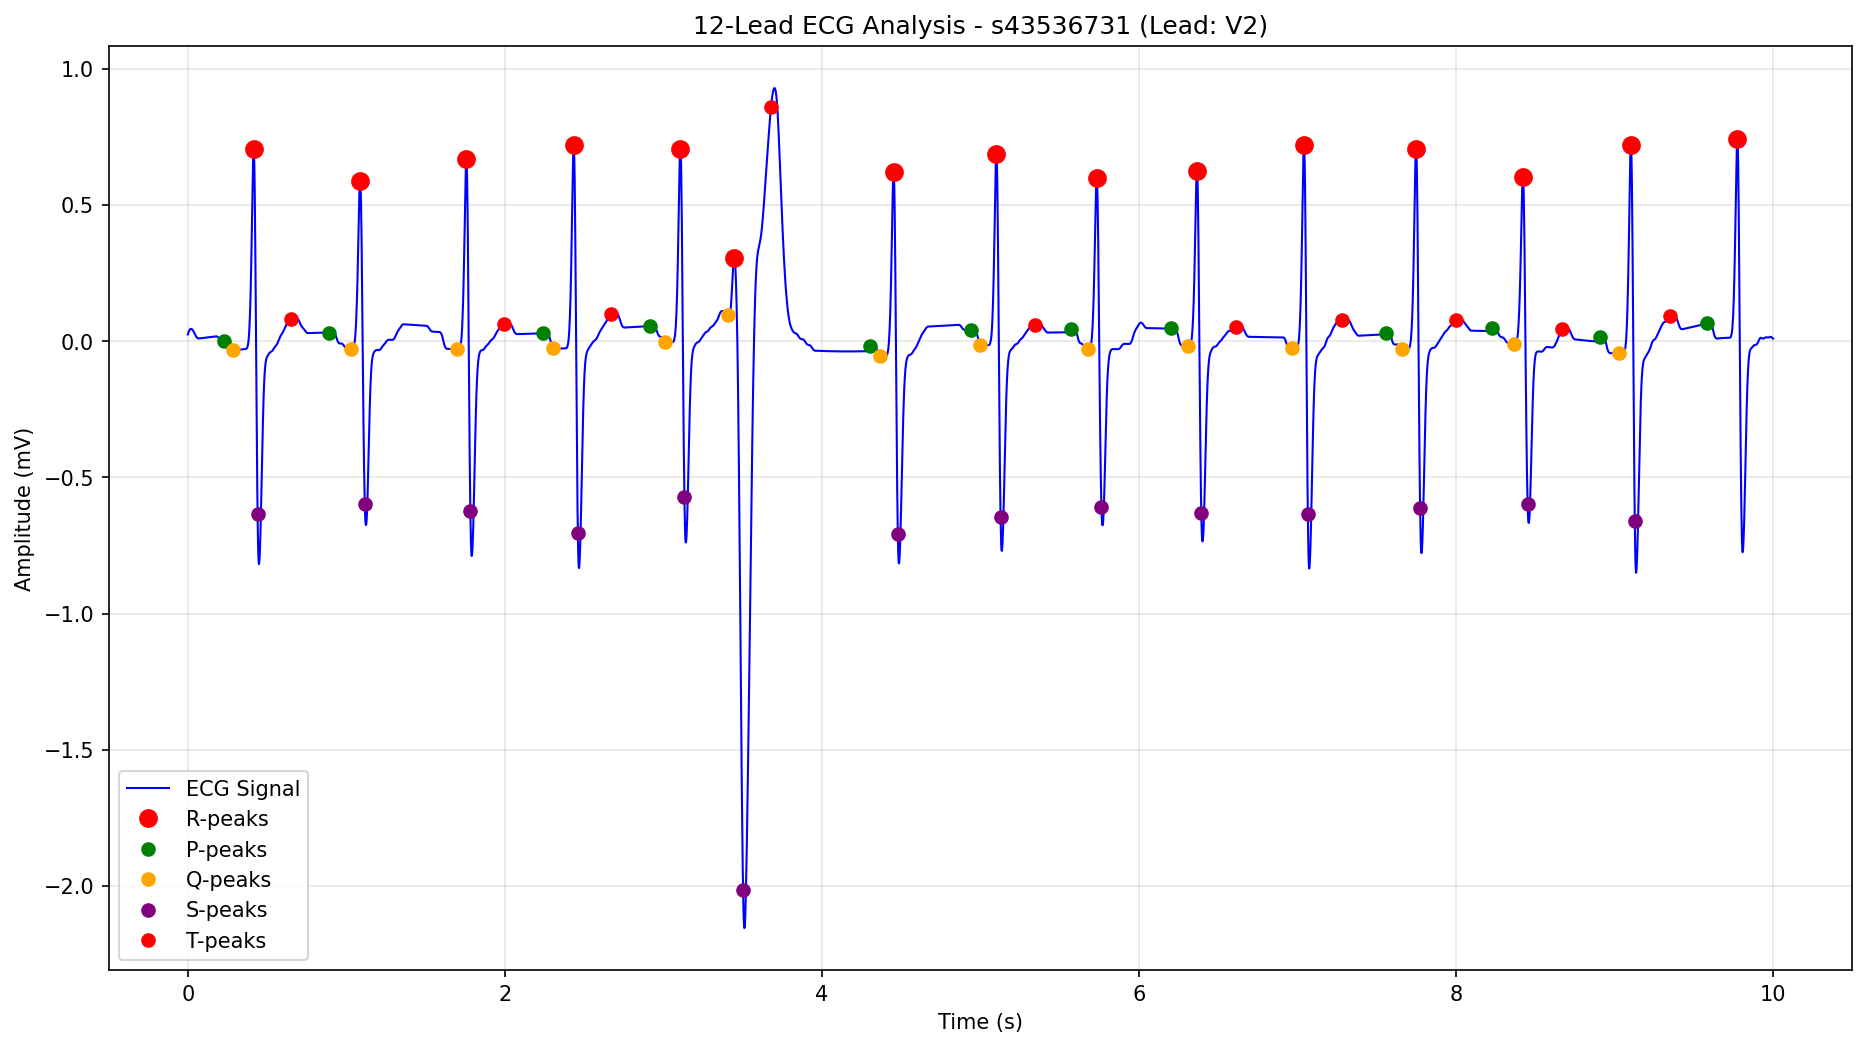 12-Lead ECG Analysis - s43536731 (Lead: V2)
1.0
0.5
0.0
−0.5
−1.0
−1.5
−2.0
Amplitude (mV)
ECG Signal
R-peaks
P-peaks
Q-peaks
S-peaks
T-peaks
0 2 4 6 8 10
Time (s)